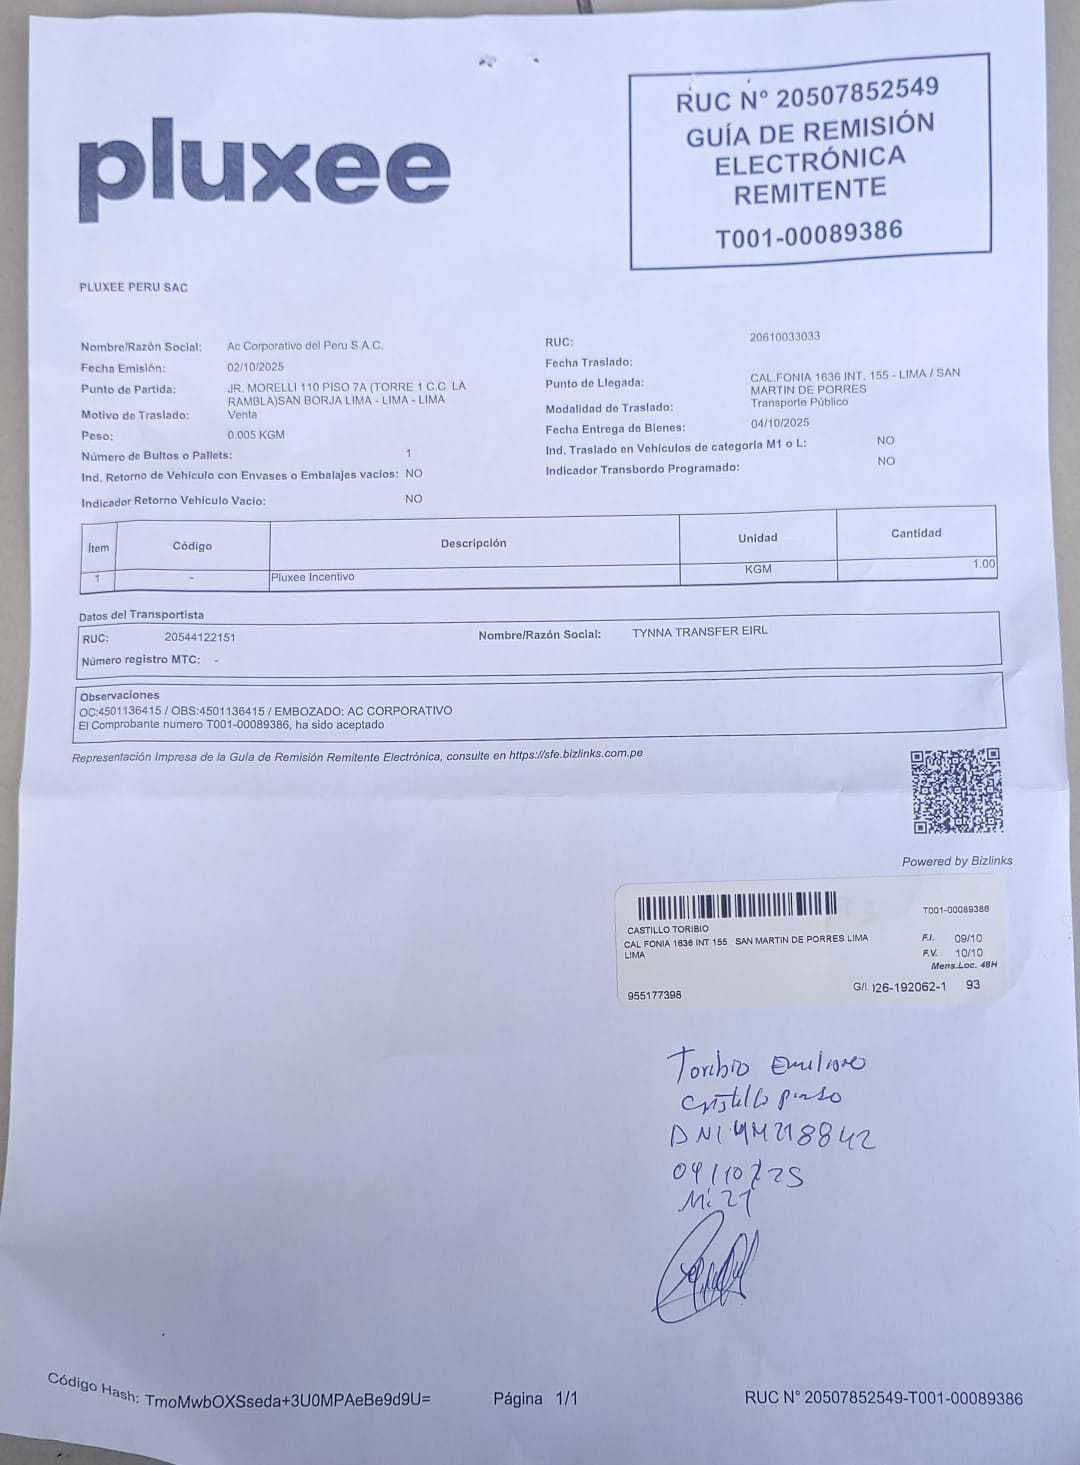 pluxee
RUC N° 20507852549
GUÍA DE REMISIÓN
ELECTRÓNICA
REMITENTE
T001-00089386
PLUXEE PERU SAC
Nombre/Razón Social: Ac Corporativo del Peru S.A.C.
Fecha Emisión: 02/10/2025
Punto de Partida: JR. MORELLI 110 PISO 7A (TORRE 1 C.C. LA
RAMBLA)SAN BORJA LIMA - LIMA - LIMA
Motivo de Traslado: Venta
Peso: 0.005 KGM
Número de Bultos o Pallets: 1
Ind. Retorno de Vehículo con Envases o Embalajes vacíos: NO
Indicador Retorno Vehículo Vacio: NO
RUC: 20610033033
Fecha Traslado:
Punto de Llegada: CAL.FONIA 1636 INT. 155 - LIMA / SAN
MARTIN DE PORRES
Modalidad de Traslado: Transporte Público
Fecha Entrega de Bienes: 04/10/2025
Ind. Traslado en Vehículos de categoría M1 o L: NO
Indicador Transbordo Programado: NO
Ítem Código Descripción Unidad Cantidad
1 - Pluxee Incentivo KGM 1.00
Datos del Transportista
RUC: 20544122151 Nombre/Razón Social: TYNNA TRANSFER EIRL
Número registro MTC: -
Observaciones
OC:4501136415 / OBS:4501136415 / EMBOZADO: AC CORPORATIVO
El Comprobante numero T001-00089386, ha sido aceptado
Representación Impresa de la Guía de Remisión Remitente Electrónica, consulte en https://sfe.bizlinks.com.pe
Powered by Bizlinks
T001-00089386
CASTILLO TORIBIO
CAL FONIA 1636 INT 155 SAN MARTIN DE PORRES LIMA
LIMA
F.I. 09/10
F.V. 10/10
Mens.Loc. 48H
955177398
G/I 026-192062-1 93
Toribio Emiliano
Castillo
DNI
Código Hash: TmoMwbOXSseda+3U0MPAeBe9d9U=
Página 1/1
RUC N° 20507852549-T001-00089386